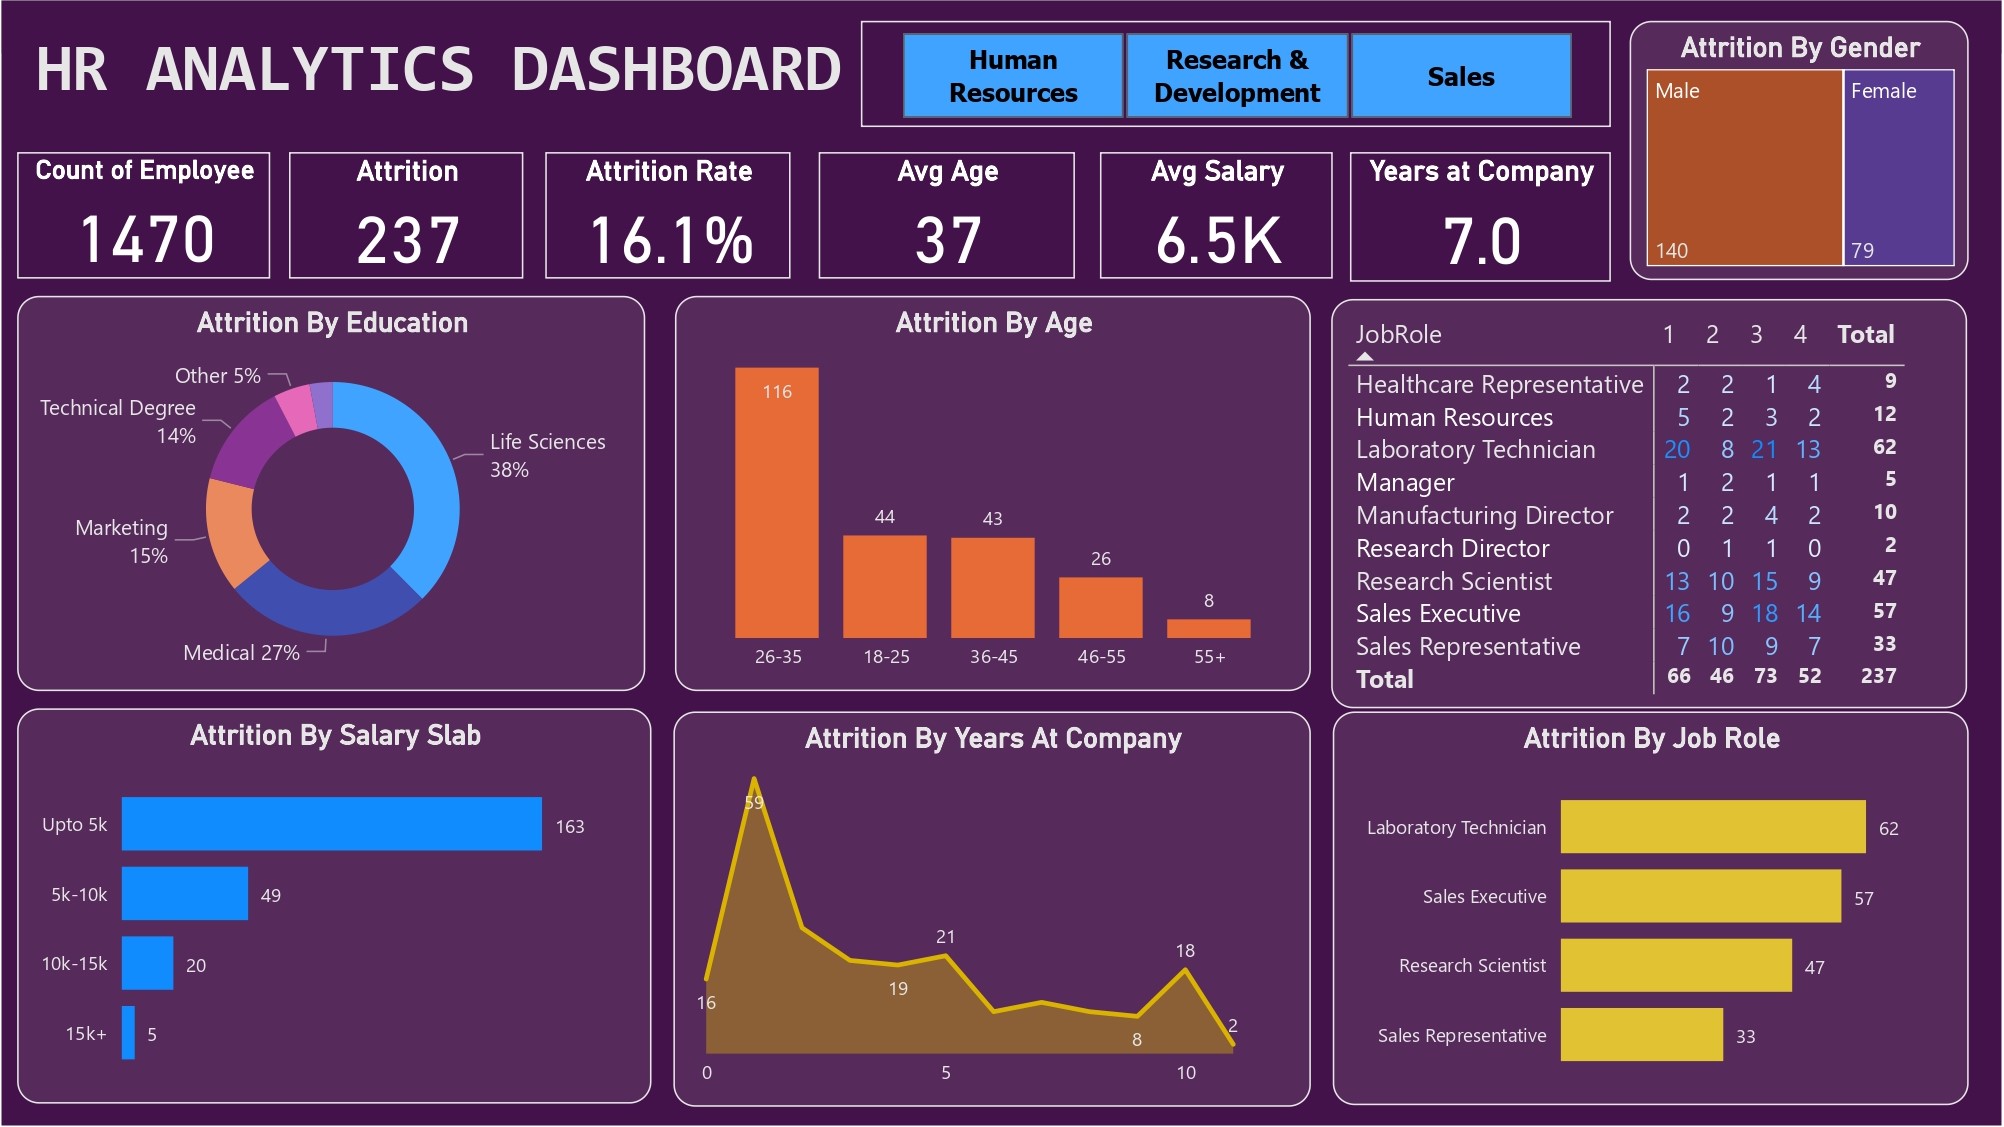 HR ANALYTICS DASHBOARD
Human
Resources
Research &
Development
Sales
Attrition By Gender
Male
Female
140
79
Count of Employee
1470
Attrition
237
Attrition Rate
16.1%
Avg Age
37
Avg Salary
6.5K
Years at Company
7.0
Attrition By Education
Other 5%
Technical Degree
14%
Life Sciences
38%
Marketing
15%
Medical 27%
Attrition By Age
116
44
43
26
8
26-35 18-25 36-45 46-55 55+
JobRole 1 2 3 4 Total
Healthcare Representative 2 2 1 4 9
Human Resources 5 2 3 2 12
Laboratory Technician 20 8 21 13 62
Manager 1 2 1 1 5
Manufacturing Director 2 2 4 2 10
Research Director 0 1 1 0 2
Research Scientist 13 10 15 9 47
Sales Executive 16 9 18 14 57
Sales Representative 7 10 9 7 33
Total 66 46 73 52 237
Attrition By Salary Slab
Upto 5k 163
5k-10k 49
10k-15k 20
15k+ 5
Attrition By Years At Company
59
21
18
19
16
2
8
0 5 10
Attrition By Job Role
Laboratory Technician 62
Sales Executive 57
Research Scientist 47
Sales Representative 33